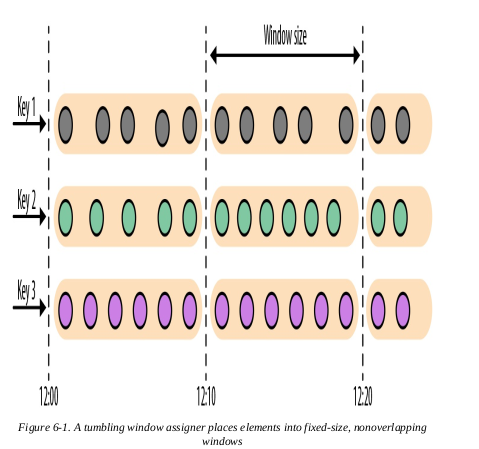 Window size
Key 1
Key 2
Key 3
12:00 12:10 12:20
Figure 6-1. A tumbling window assigner places elements into fixed-size, nonoverlapping
windows